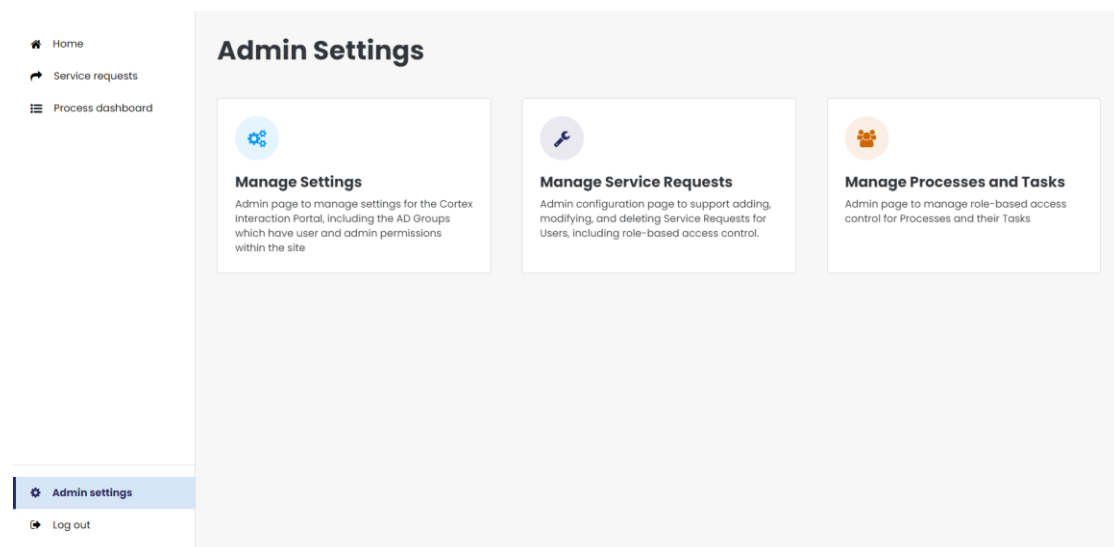 Home
Service requests
Process dashboard
Admin settings
Log out
Admin Settings
Manage Settings
Admin page to manage settings for the Cortex
Interaction Portal, including the AD Groups
which have user and admin permissions
within the site
Manage Service Requests
Admin configuration page to support adding,
modifying, and deleting Service Requests for
Users, including role-based access control.
Manage Processes and Tasks
Admin page to manage role-based access
control for Processes and their Tasks